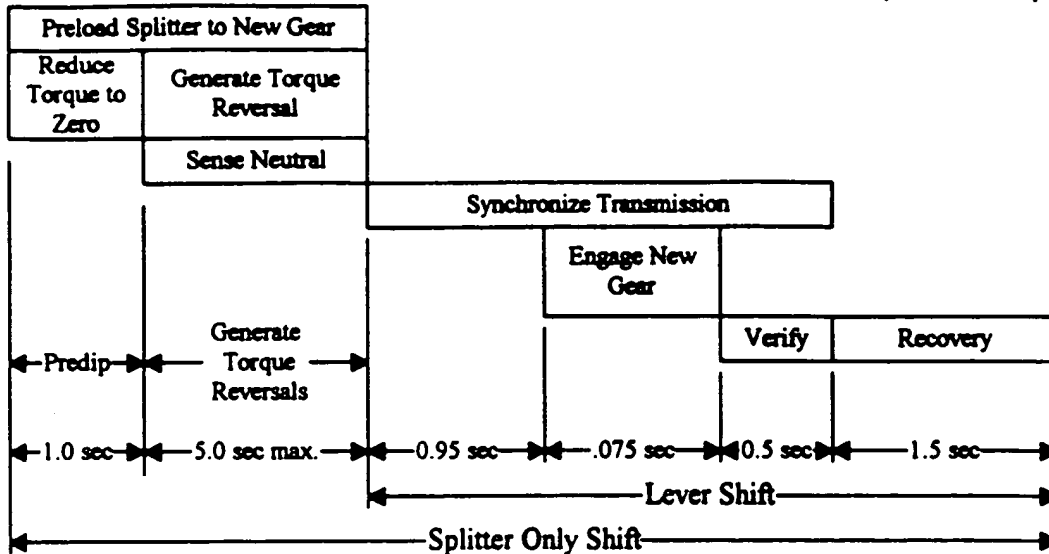 Preload Splitter to New Gear
Reduce
Torque to
Zero
Generate Torque
Reversal
Sense Neutral
Synchronize Transmission
Engage New
Gear
Verify
Recovery
Predip
Generate
Torque
Reversals
1.0 sec
5.0 sec max.
0.95 sec
.075 sec
0.5 sec
1.5 sec
Lever Shift
Splitter Only Shift